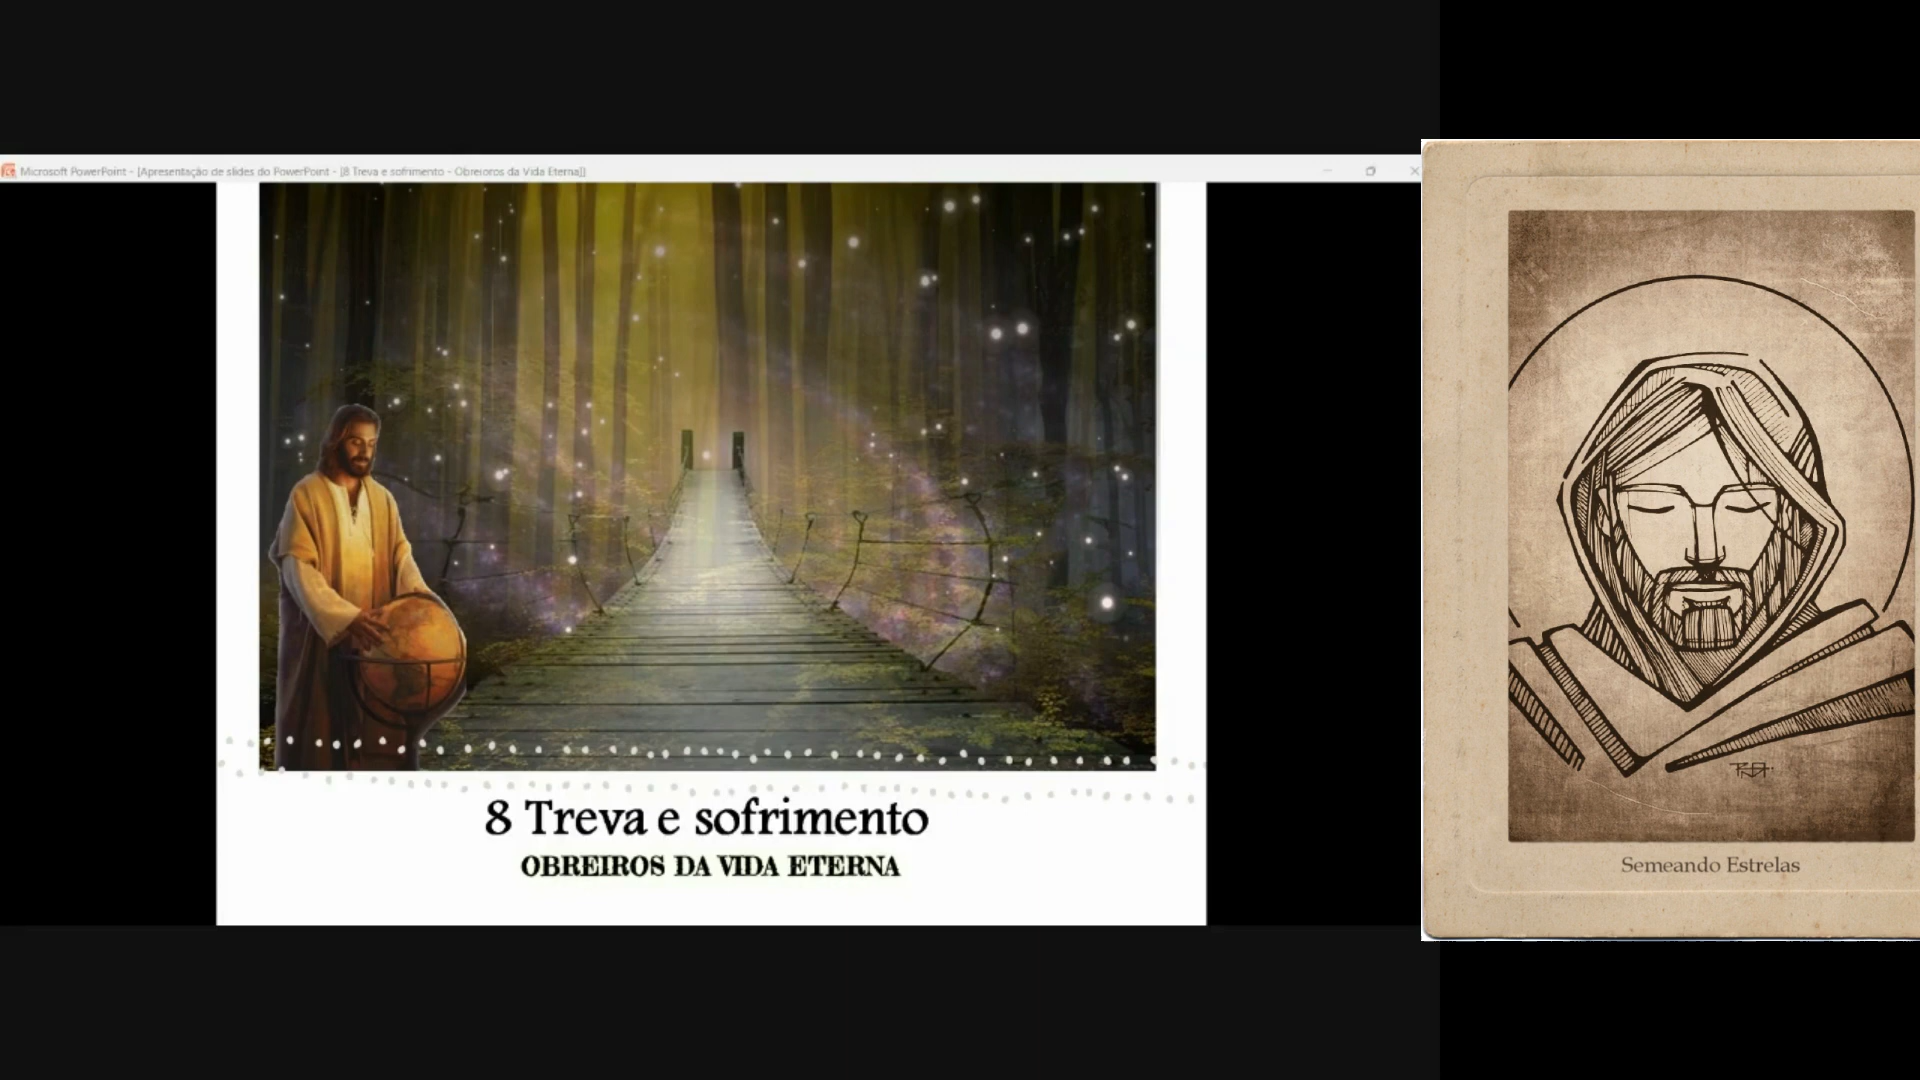 Microsoft PowerPoint - [Apresentação de slides do PowerPoint - [8 Treva e sofrimento - Obreioros da Vida Eterna]]
8 Treva e sofrimento
OBREIROS DA VIDA ETERNA
Semeando Estrelas